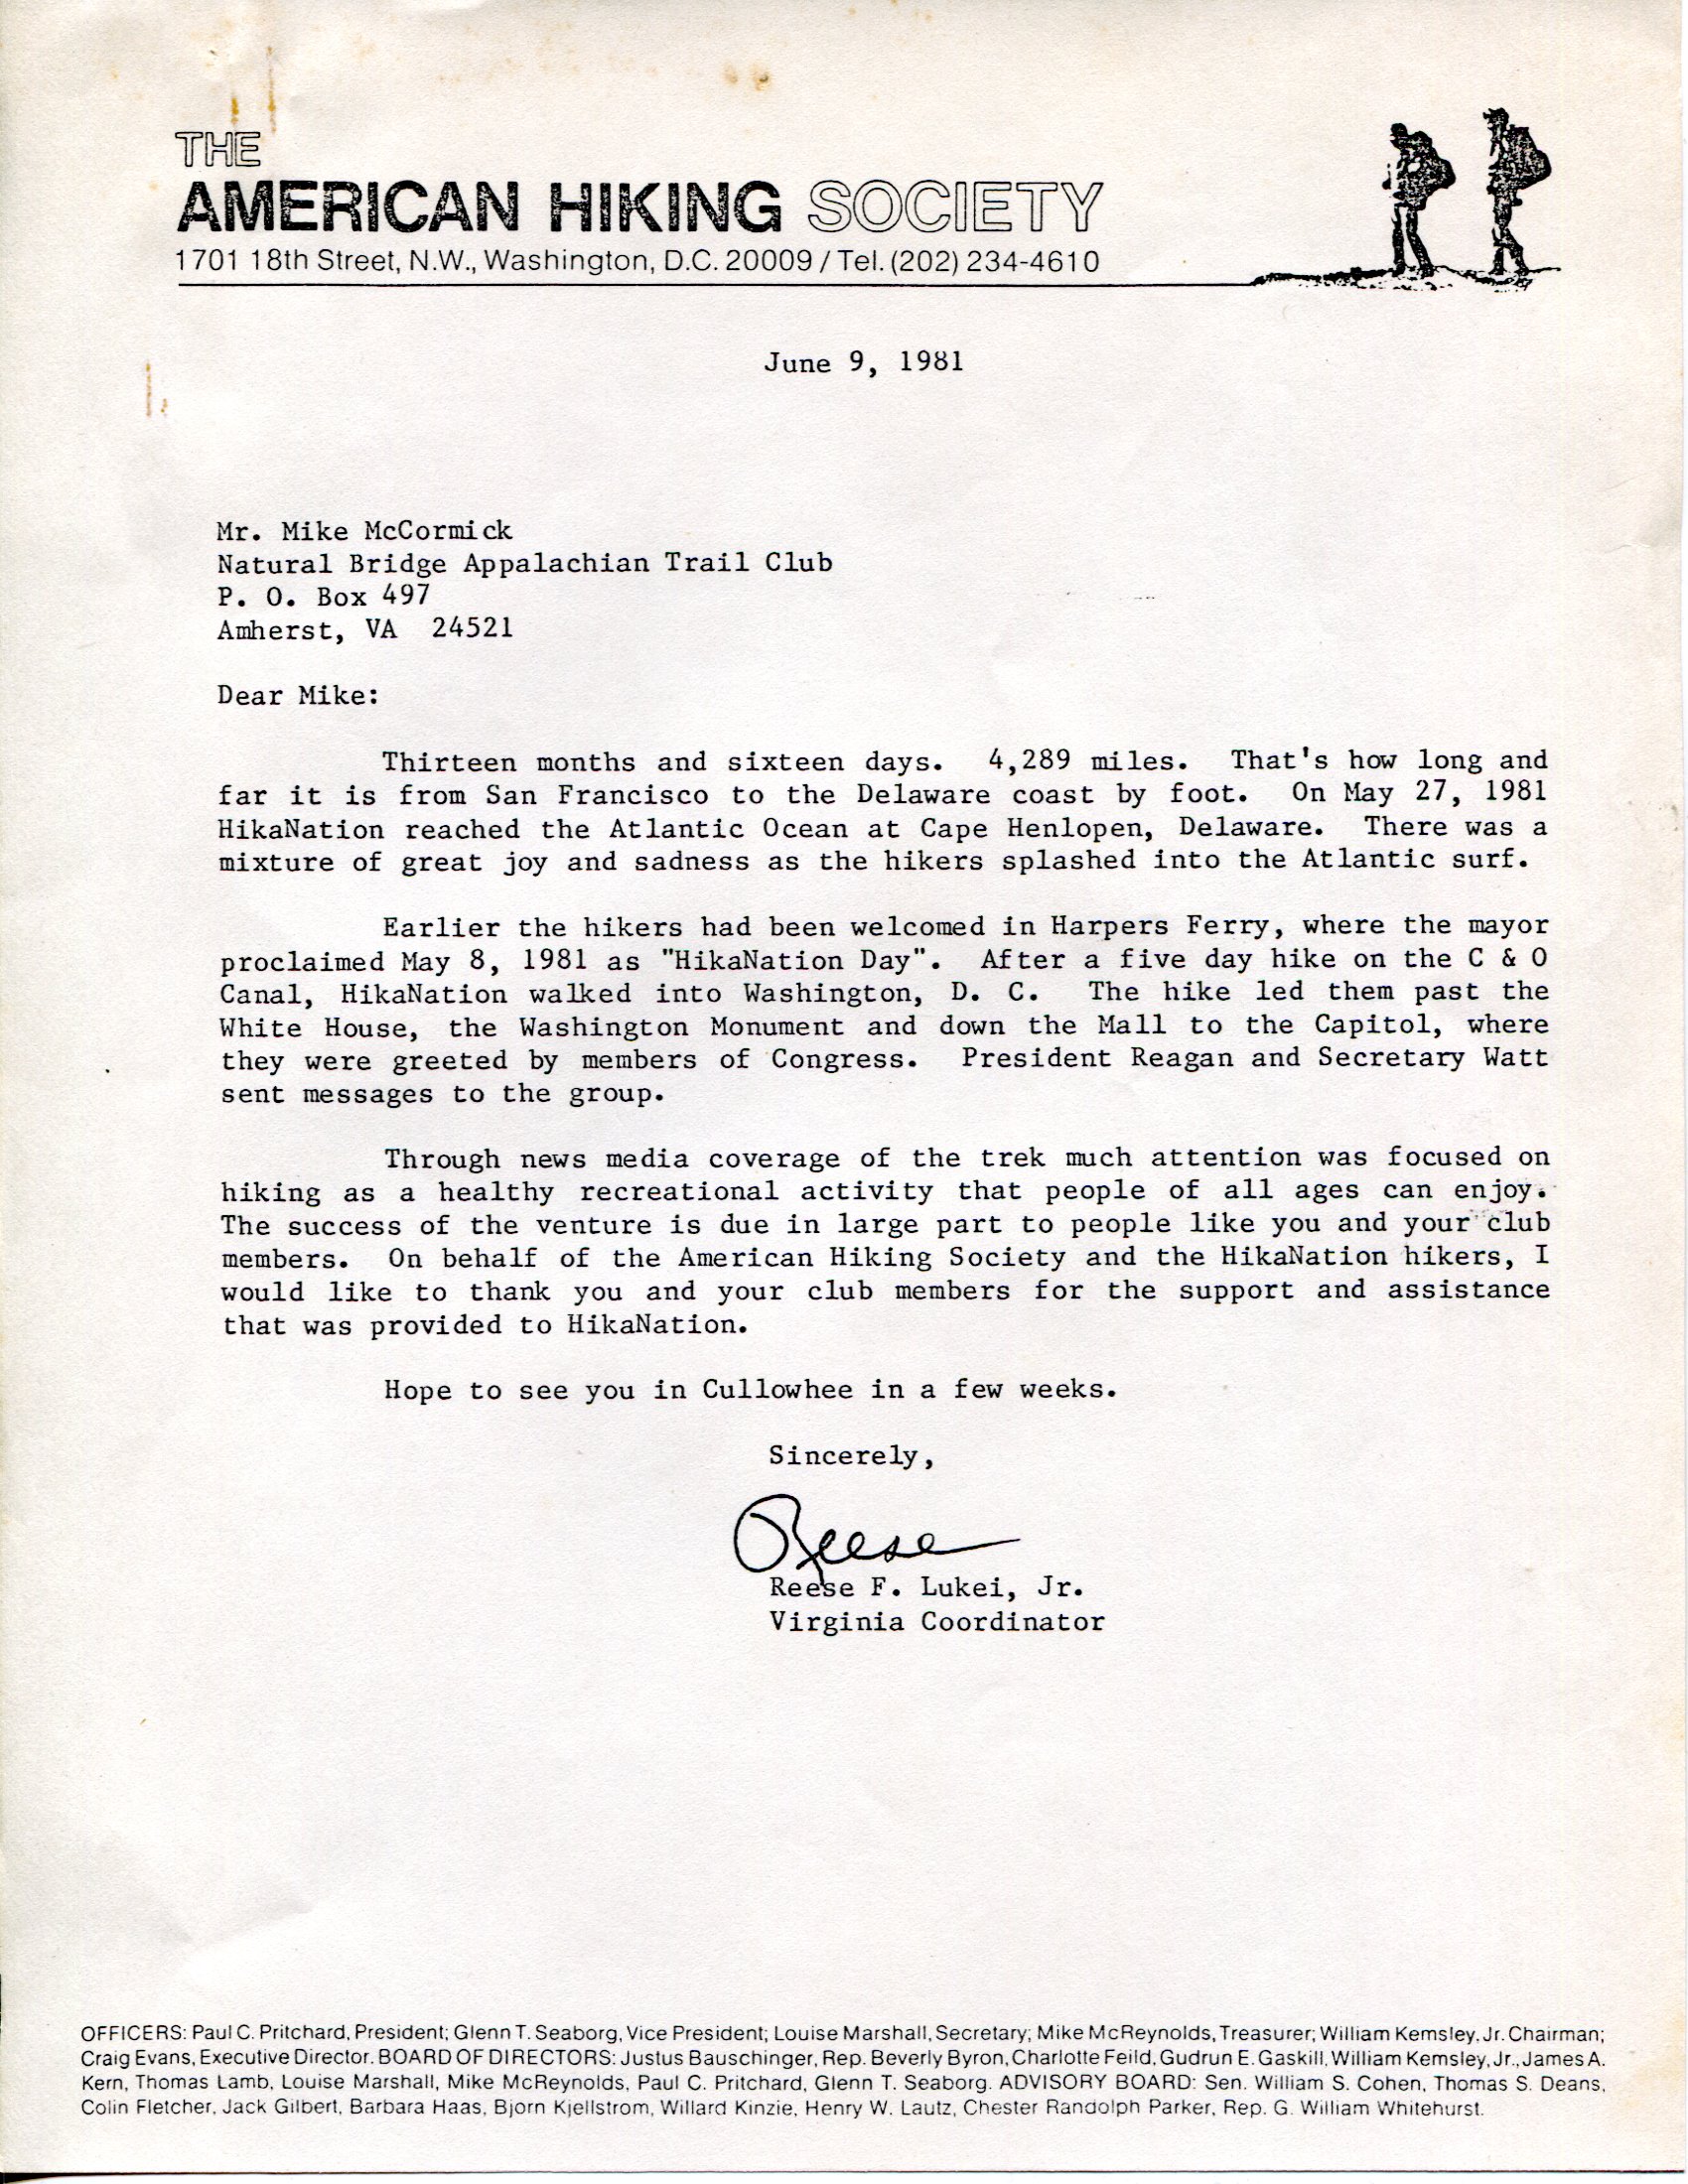 THE
AMERICAN HIKING SOCIETY
1701 18th Street, N.W., Washington, D.C. 20009 / Tel. (202) 234-4610
June 9, 1981
Mr. Mike McCormick
Natural Bridge Appalachian Trail Club
P. O. Box 497
Amherst, VA  24521
Dear Mike:
Thirteen months and sixteen days.  4,289 miles.  That's how long and
far it is from San Francisco to the Delaware coast by foot.  On May 27, 1981
HikaNation reached the Atlantic Ocean at Cape Henlopen, Delaware.  There was a
mixture of great joy and sadness as the hikers splashed into the Atlantic surf.
Earlier the hikers had been welcomed in Harpers Ferry, where the mayor
proclaimed May 8, 1981 as "HikaNation Day".  After a five day hike on the C & O
Canal, HikaNation walked into Washington, D. C.  The hike led them past the
White House, the Washington Monument and down the Mall to the Capitol, where
they were greeted by members of Congress.  President Reagan and Secretary Watt
sent messages to the group.
Through news media coverage of the trek much attention was focused on
hiking as a healthy recreational activity that people of all ages can enjoy.
The success of the venture is due in large part to people like you and your club
members.  On behalf of the American Hiking Society and the HikaNation hikers, I
would like to thank you and your club members for the support and assistance
that was provided to HikaNation.
Hope to see you in Cullowhee in a few weeks.
Sincerely,
Reese
Reese F. Lukei, Jr.
Virginia Coordinator
OFFICERS: Paul C. Pritchard, President; Glenn T. Seaborg, Vice President; Louise Marshall, Secretary; Mike McReynolds, Treasurer; William Kemsley, Jr. Chairman;
Craig Evans, Executive Director. BOARD OF DIRECTORS: Justus Bauschinger, Rep. Beverly Byron, Charlotte Feild, Gudrun E. Gaskill, William Kemsley, Jr., James A.
Kern, Thomas Lamb, Louise Marshall, Mike McReynolds, Paul C. Pritchard, Glenn T. Seaborg. ADVISORY BOARD: Sen. William S. Cohen, Thomas S. Deans,
Colin Fletcher, Jack Gilbert, Barbara Haas, Bjorn Kjellstrom, Willard Kinzie, Henry W. Lautz, Chester Randolph Parker, Rep. G. William Whitehurst.